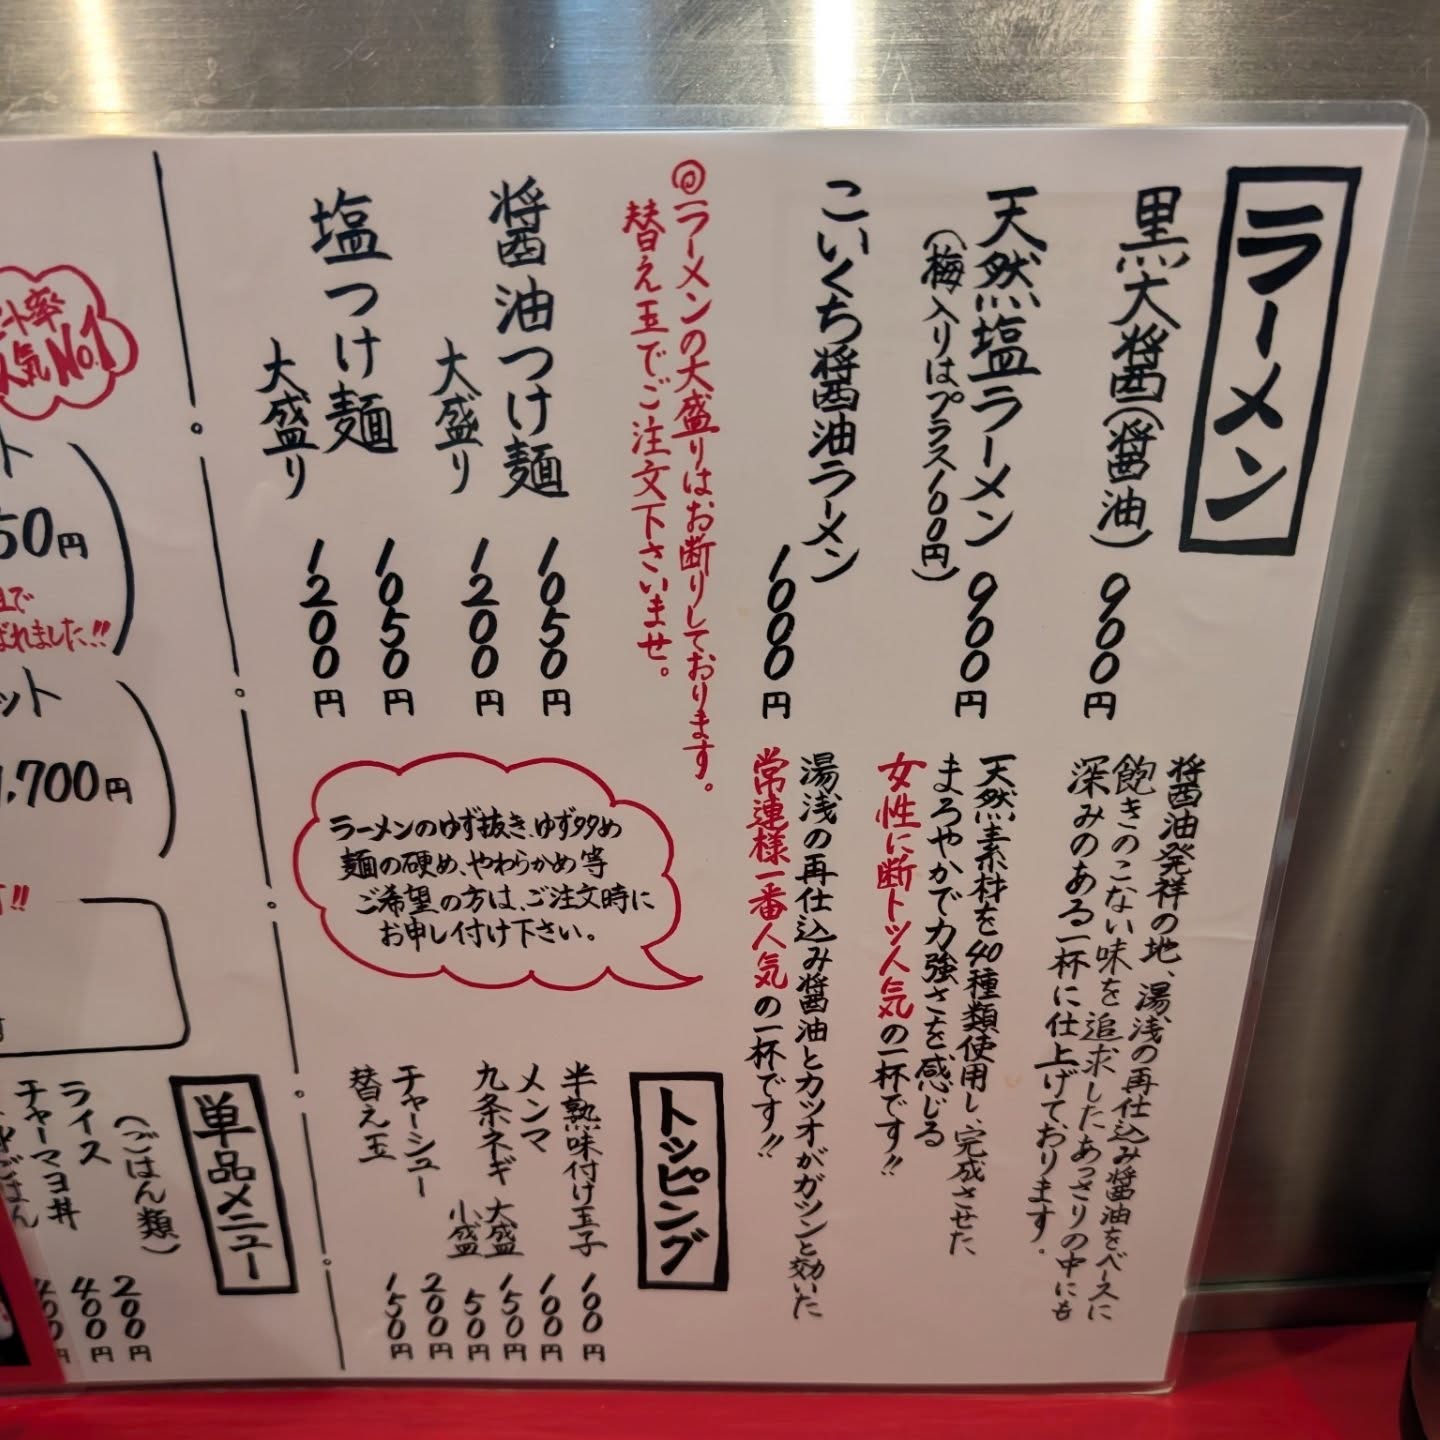 ラーメン
黒大醤(醤油) 900円
醤油発祥の地、湯浅の再仕込み醤油をベースに
飽きのこない味を追求したあっさりの中にも
深みのある一杯に仕上げております。
天然塩ラーメン 900円
(梅入りはプラス100円)
天然素材を40種類使用し、完成させた
まろやかで力強さを感じる
女性に断トツ人気の一杯です!!
こいくち醤油ラーメン 1000円
湯浅の再仕込み醤油とカツオがガツンと効いた
常連様一番人気の一杯です!!
◎ラーメンの大盛りはお断りしております。
替え玉でご注文下さいませ。
醤油つけ麺 1050円
大盛り 1200円
塩つけ麺 1050円
大盛り 1200円
ラーメンのゆず抜き、ゆず多め
麺の硬め、やわらかめ等
ご希望の方は、ご注文時に
お申し付け下さい。
トッピング
半熟味付け玉子 100円
メンマ 100円
九条ネギ 大盛 150円
小盛 50円
チャーシュー 200円
替え玉 150円
単品メニュー
(ごはん類)
ライス 200円
チャーマヨ丼 400円
ごはん 400円
人気No.1
50円
ばれました!!
ット
1,700円